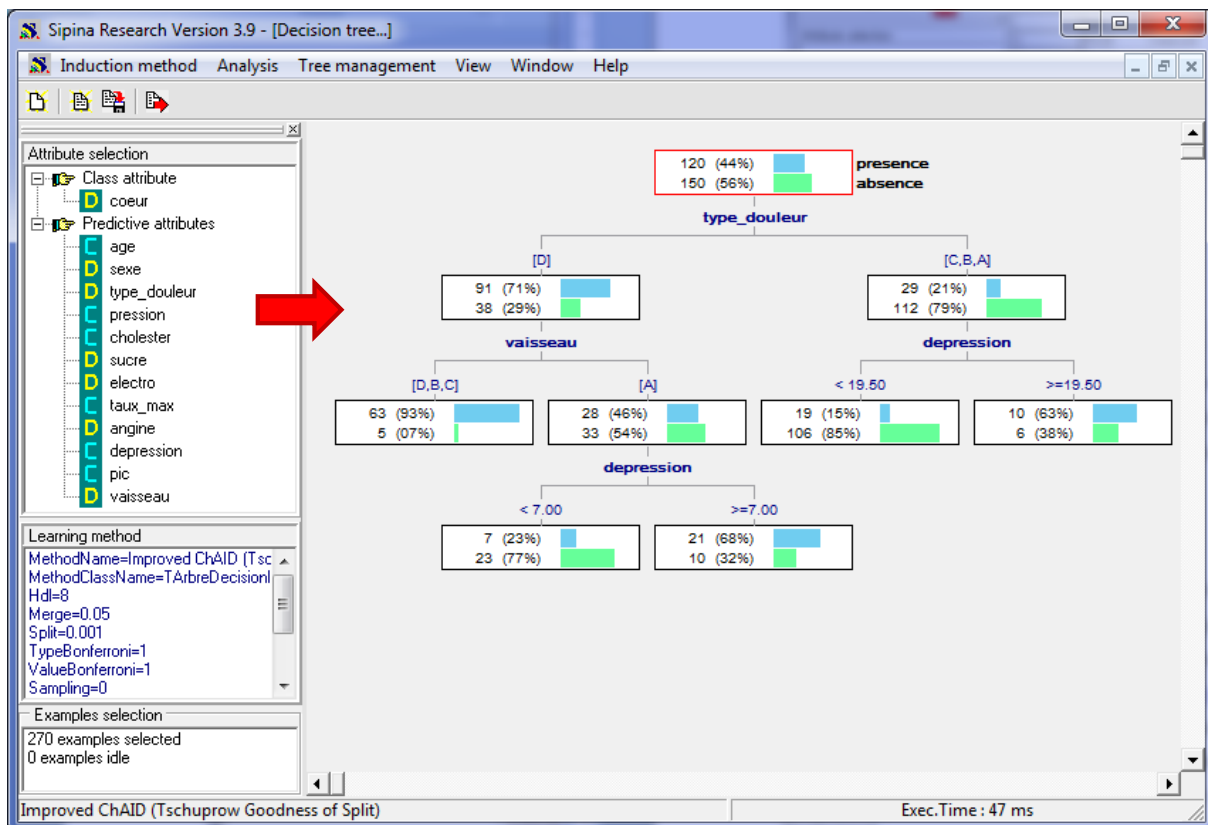 Sipina Research Version 3.9 - [Decision tree...]
Induction method Analysis Tree management View Window Help
Attribute selection
Class attribute
D coeur
Predictive attributes
C age
D sexe
D type_douleur
C pression
C cholester
D sucre
D electro
C taux_max
D angine
C depression
C pic
D vaisseau
Learning method
MethodName=Improved ChAID (Tsc
MethodClassName=TArbreDecisionI
Hdl=8
Merge=0.05
Split=0.001
TypeBonferroni=1
ValueBonferroni=1
Sampling=0
Examples selection
270 examples selected
0 examples idle
120 (44%) presence
150 (56%) absence
type_douleur
[D] [C,B,A]
91 (71%) 29 (21%)
38 (29%) 112 (79%)
vaisseau depression
[D,B,C] [A] < 19.50 >=19.50
63 (93%) 28 (46%) 19 (15%) 10 (63%)
5 (07%) 33 (54%) 106 (85%) 6 (38%)
depression
< 7.00 >=7.00
7 (23%) 21 (68%)
23 (77%) 10 (32%)
Improved ChAID (Tschuprow Goodness of Split) Exec.Time : 47 ms